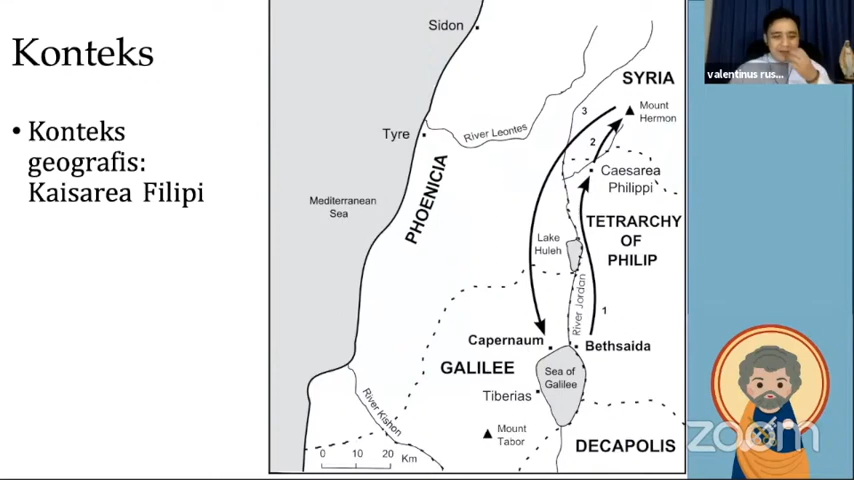 Konteks
• Konteks
geografis:
Kaisarea Filipi
Sidon
SYRIA
Mount
Hermon
3
River Leontes
Tyre
2
Caesarea
Philippi
PHOENICIA
Mediterranean
Sea
TETRARCHY
OF
PHILIP
Lake
Huleh
River Jordan
1
Capernaum
Bethsaida
GALILEE
Sea of
Galilee
Tiberias
River Kishon
Mount
Tabor
DECAPOLIS
0 10 20 Km
valentinus rus...
zoom